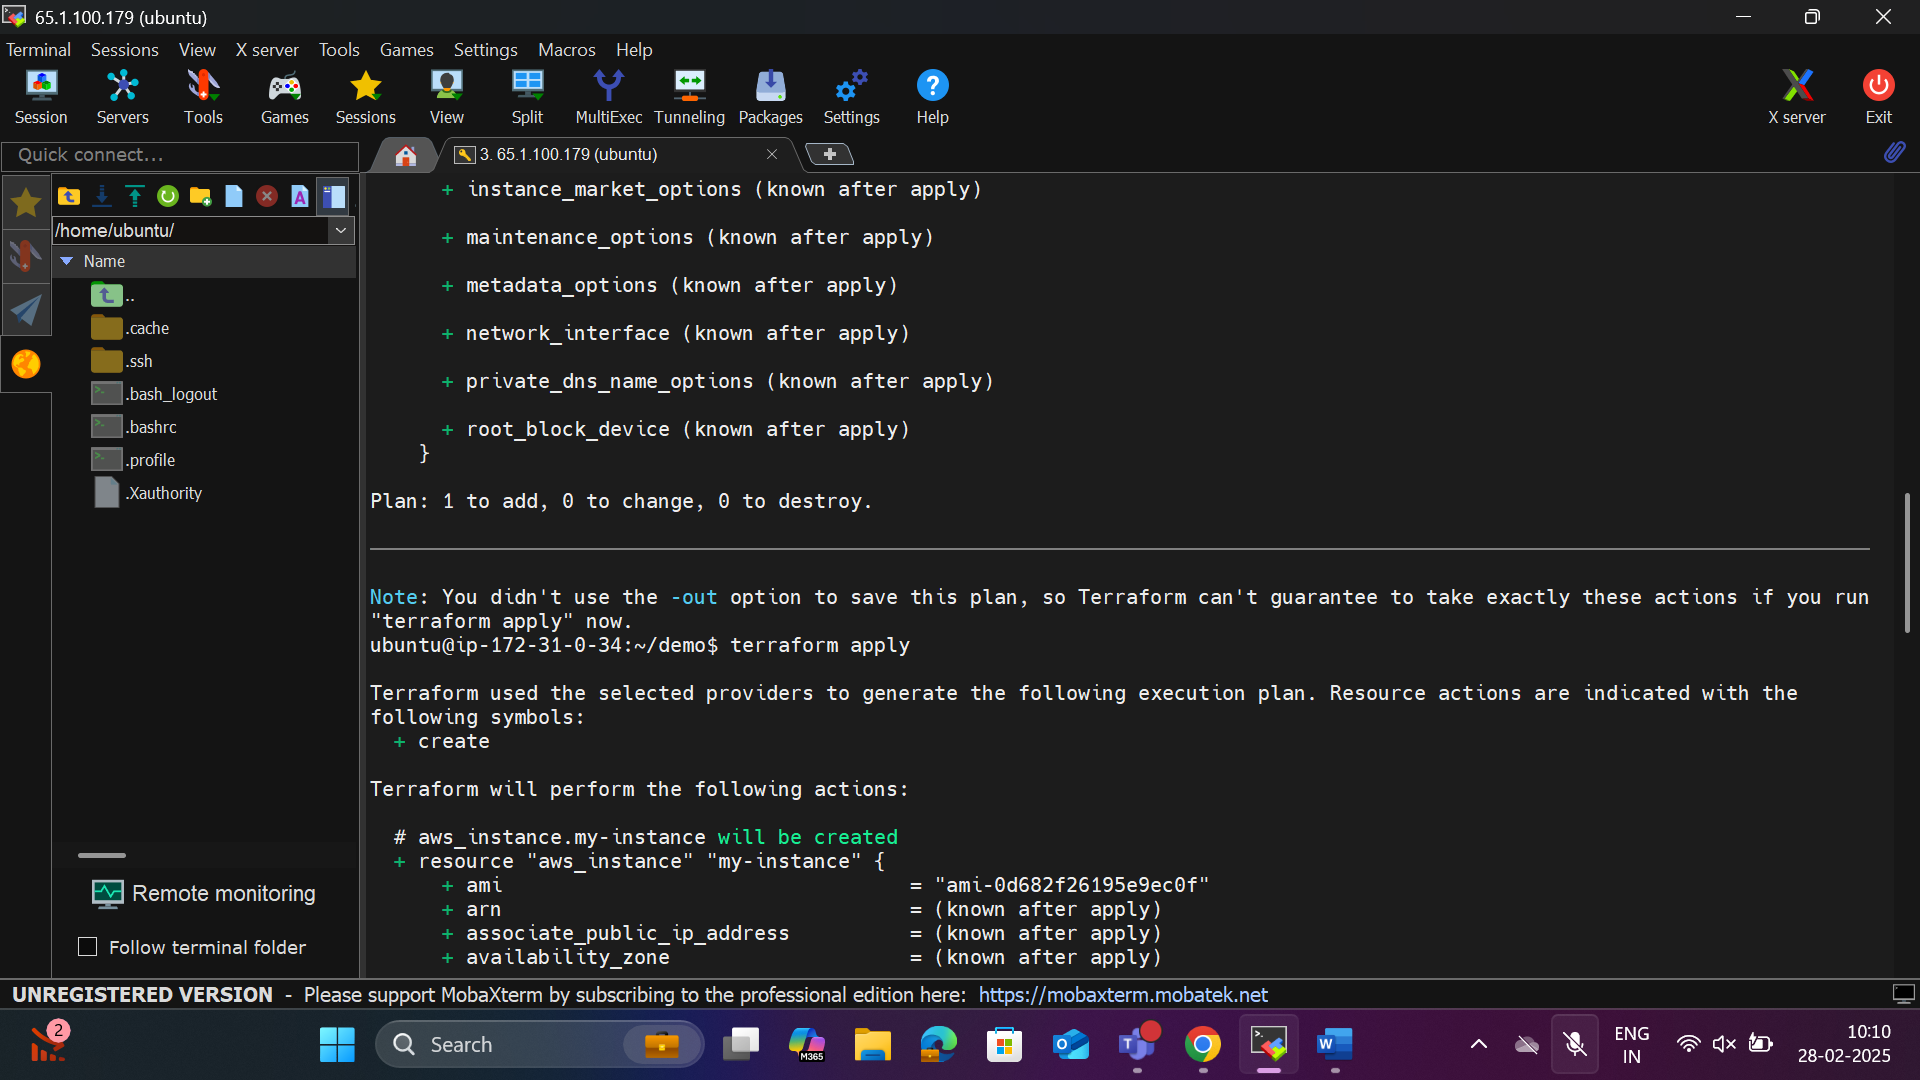 65.1.100.179 (ubuntu)
Terminal Sessions View X server Tools Games Settings Macros Help
Session Servers Tools Games Sessions View Split MultiExec Tunneling Packages Settings Help X server Exit
Quick connect...
3. 65.1.100.179 (ubuntu)
/home/ubuntu/
Name
..
.cache
.ssh
.bash_logout
.bashrc
.profile
.Xauthority
Remote monitoring
Follow terminal folder
+ instance_market_options (known after apply)
+ maintenance_options (known after apply)
+ metadata_options (known after apply)
+ network_interface (known after apply)
+ private_dns_name_options (known after apply)
+ root_block_device (known after apply)
}
Plan: 1 to add, 0 to change, 0 to destroy.
Note: You didn't use the -out option to save this plan, so Terraform can't guarantee to take exactly these actions if you run
"terraform apply" now.
ubuntu@ip-172-31-0-34:~/demo$ terraform apply
Terraform used the selected providers to generate the following execution plan. Resource actions are indicated with the
following symbols:
+ create
Terraform will perform the following actions:
# aws_instance.my-instance will be created
+ resource "aws_instance" "my-instance" {
+ ami = "ami-0d682f26195e9ec0f"
+ arn = (known after apply)
+ associate_public_ip_address = (known after apply)
+ availability_zone = (known after apply)
UNREGISTERED VERSION - Please support MobaXterm by subscribing to the professional edition here: https://mobaxterm.mobatek.net
2
Search
M365
ENG
IN
10:10
28-02-2025